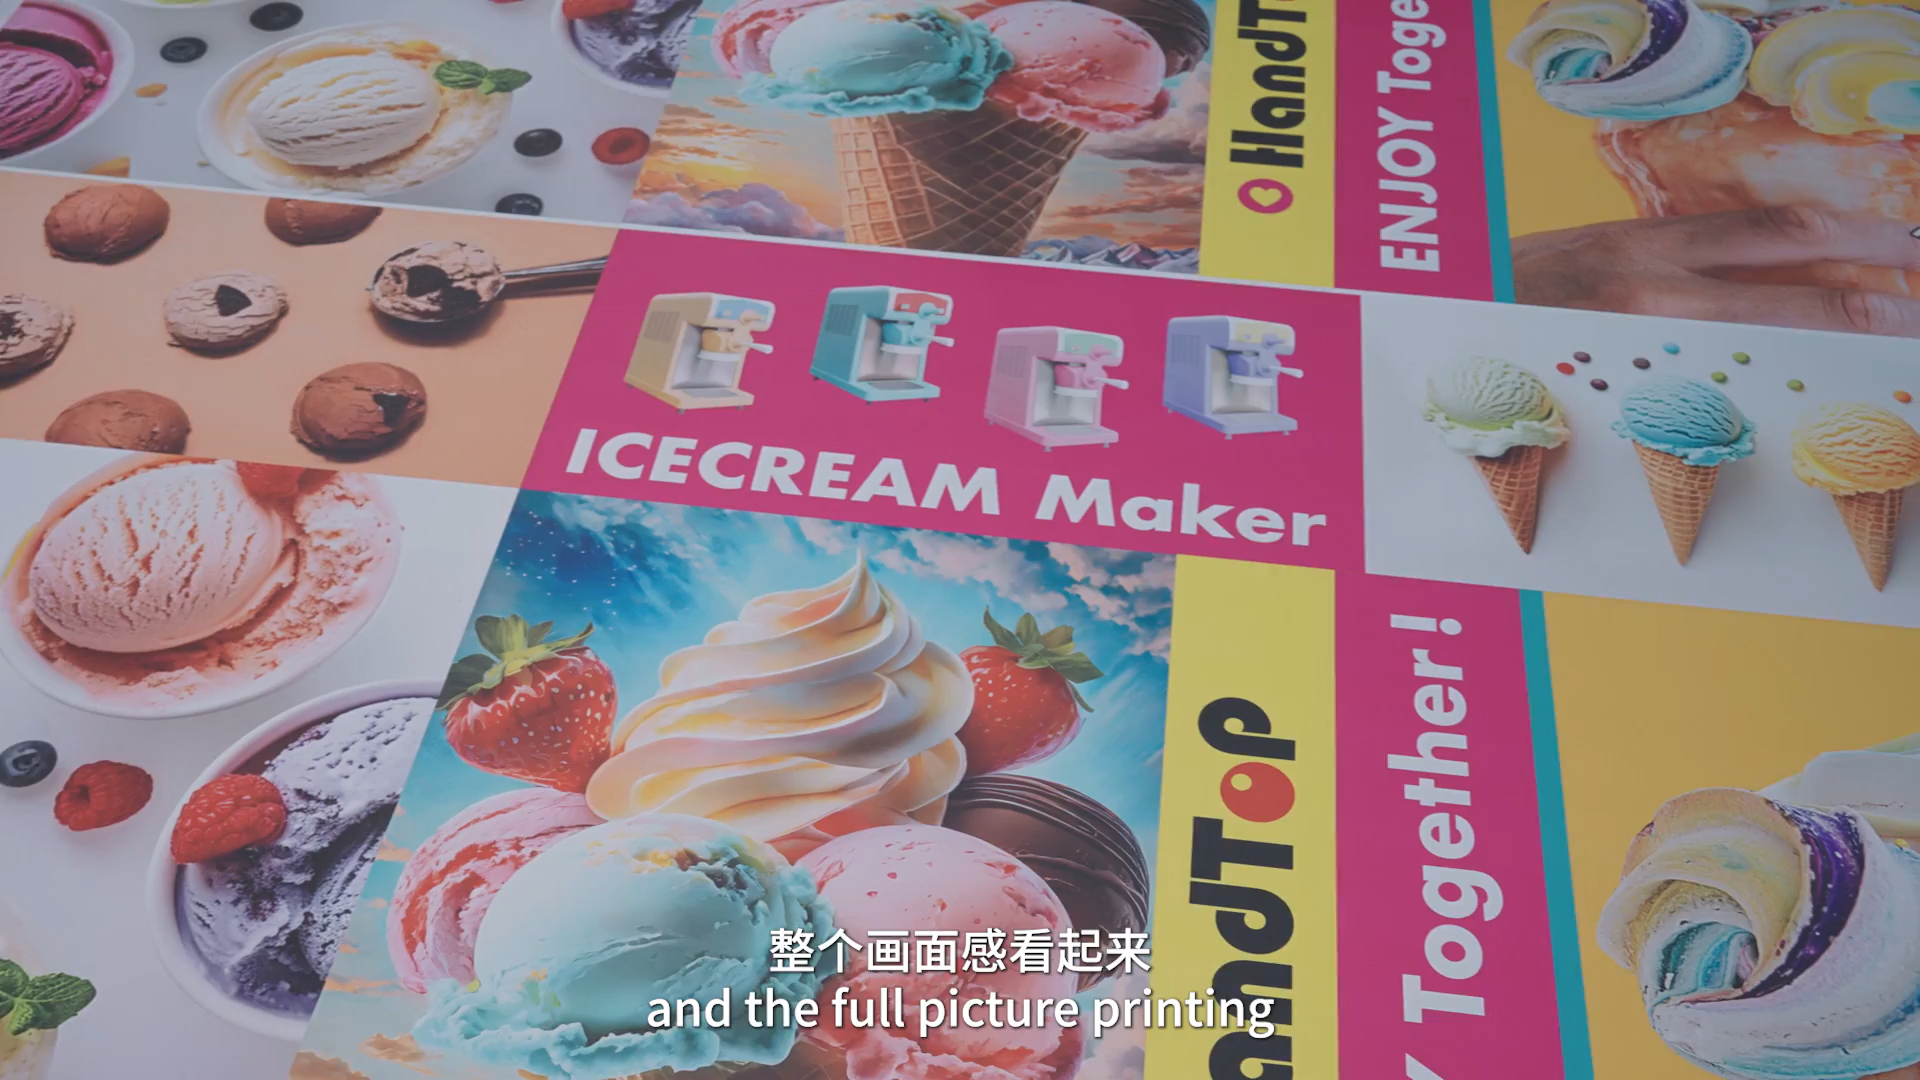 HandTo
ENJOY Toge
ICECREAM Maker
andTop
Y Together!
整个画面感看起来
and the full picture printing